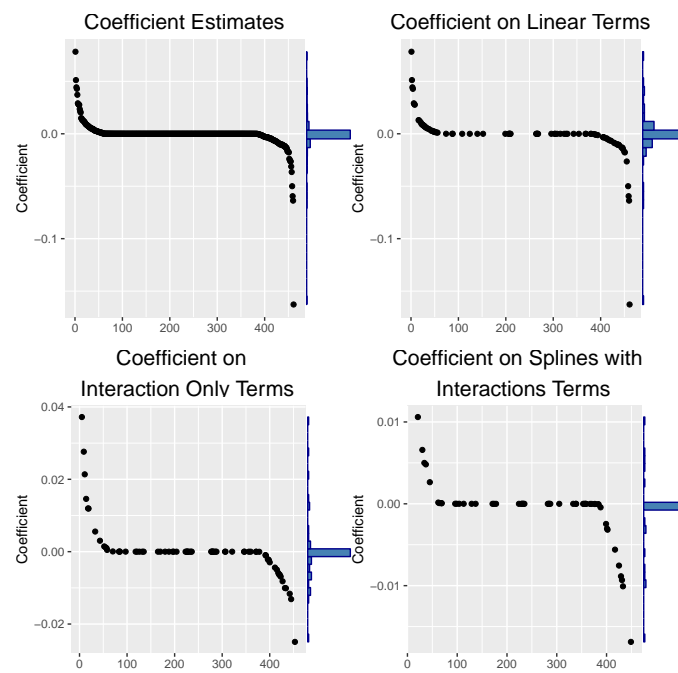 Coefficient Estimates
Coefficient on Linear Terms
Coefficient
0.0
−0.1
0 100 200 300 400
Coefficient
0.0
−0.1
0 100 200 300 400
Coefficient on
Interaction Only Terms
Coefficient on Splines with
Interactions Terms
Coefficient
0.04
0.02
0.00
−0.02
0 100 200 300 400
Coefficient
0.01
0.00
−0.01
0 100 200 300 400